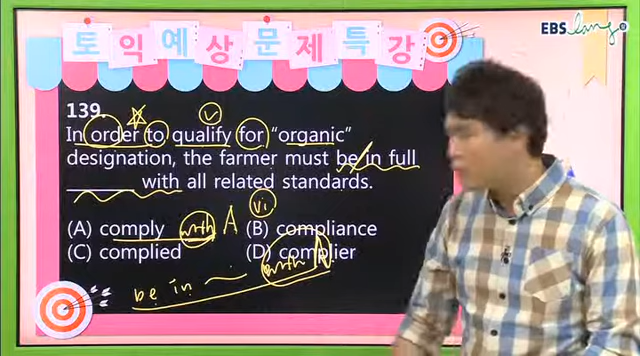 토익예상문제특강
EBS lang
139.
In order to qualify for "organic"
designation, the farmer must be in full
________ with all related standards.
(A) comply with A (B) compliance
(C) complied (D) complier
v
vi
be in ~ with N